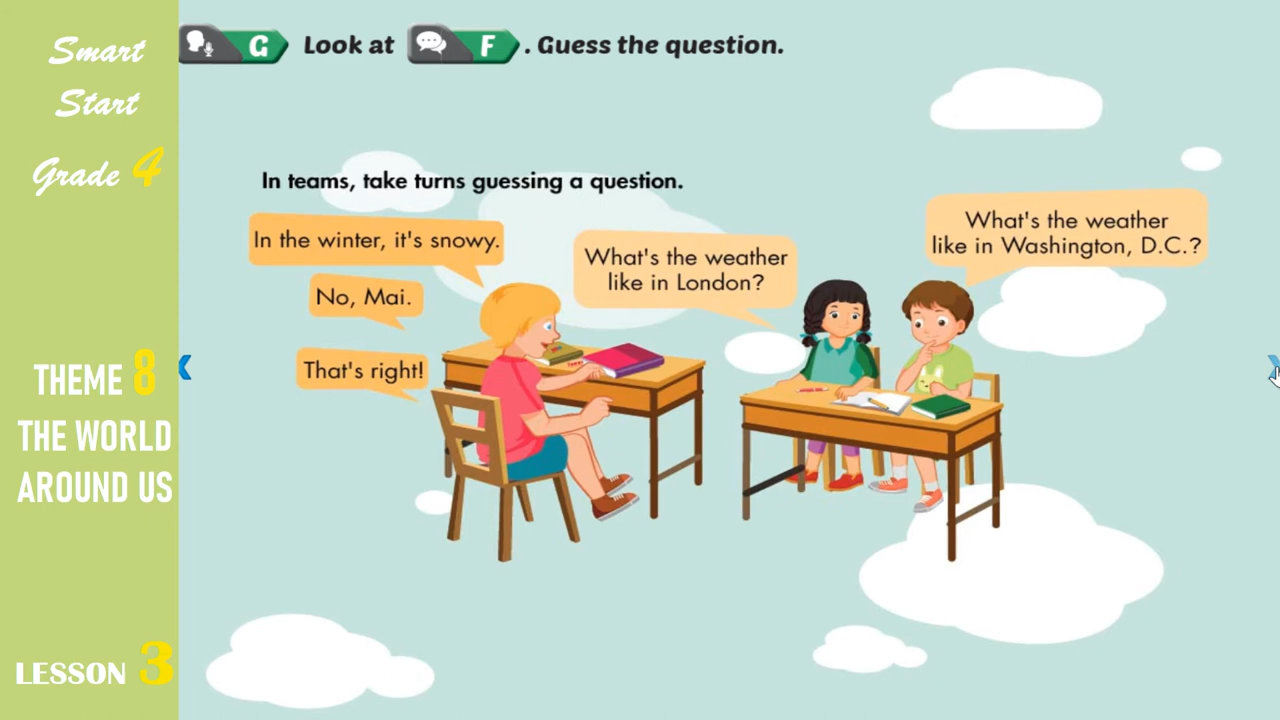 Smart
Start
Grade 4
THEME 8
THE WORLD
AROUND US
LESSON 3
G Look at F. Guess the question.
In teams, take turns guessing a question.
In the winter, it's snowy.
What's the weather
like in London?
What's the weather
like in Washington, D.C.?
No, Mai.
That's right!